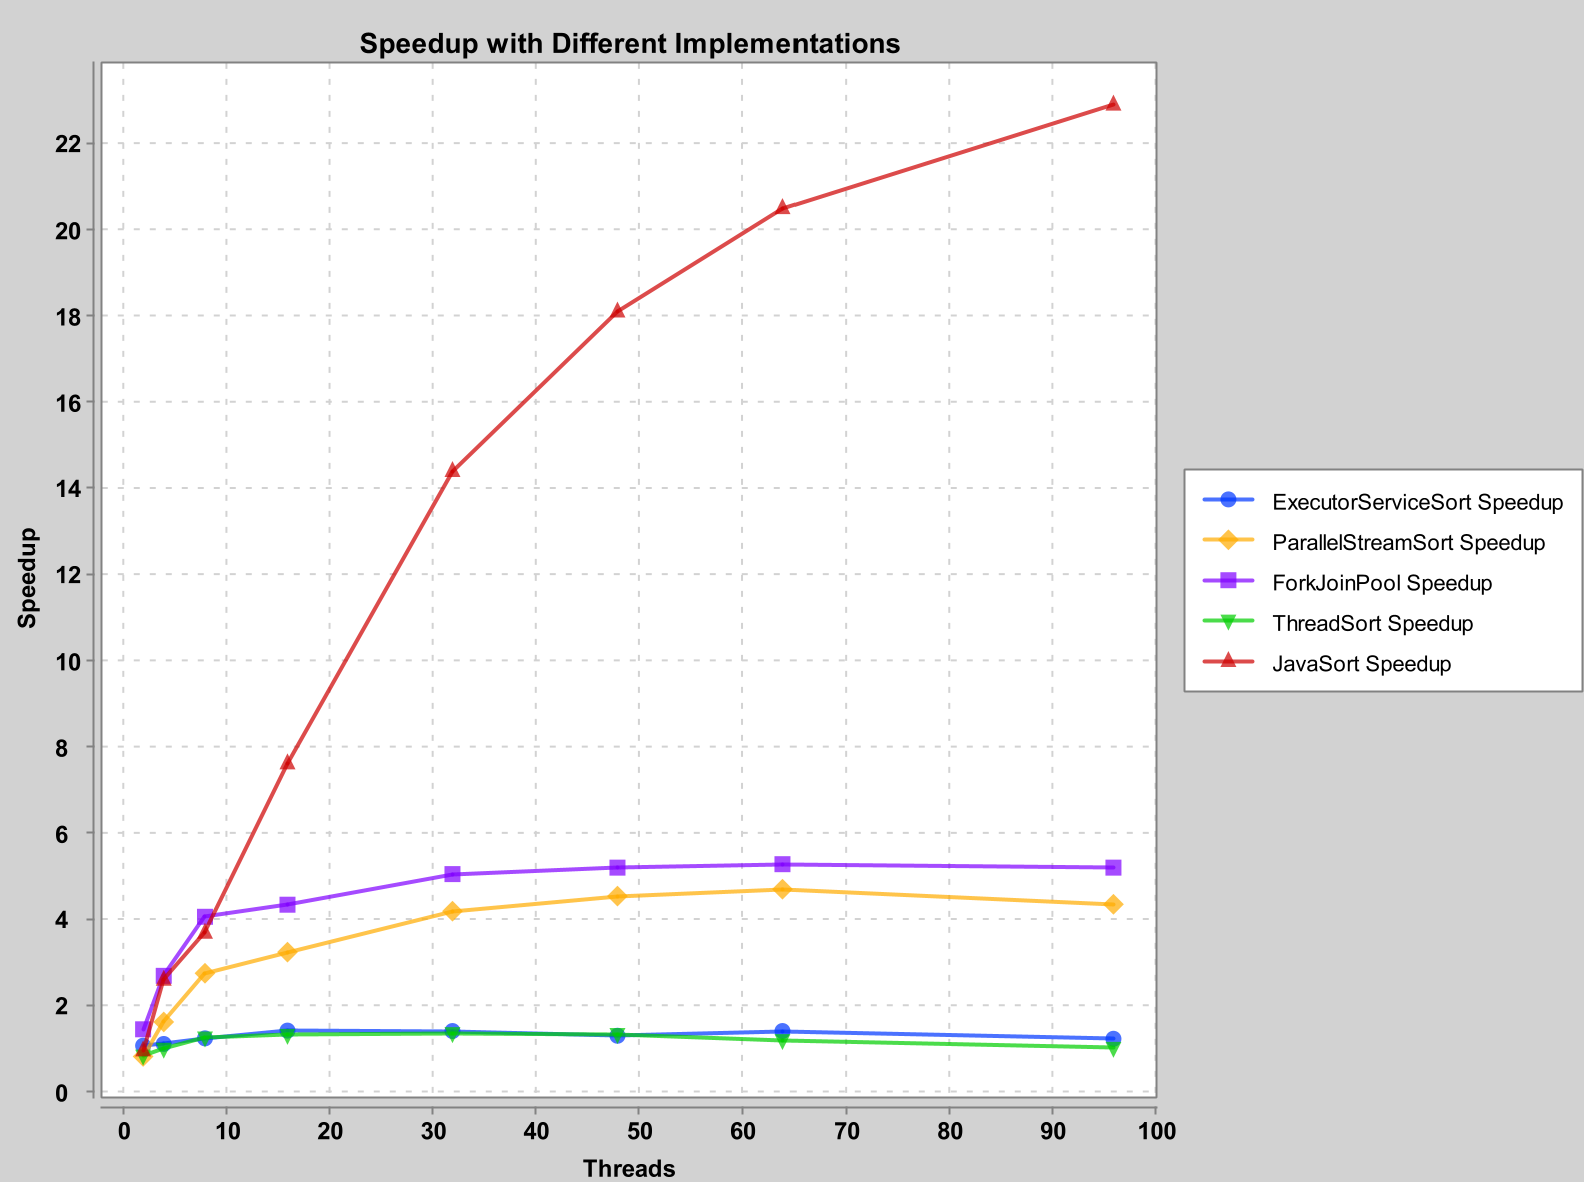 Speedup with Different Implementations
22
20
18
16
14
12
10
8
6
4
2
0
Speedup
0 10 20 30 40 50 60 70 80 90 100
Threads
ExecutorServiceSort Speedup
ParallelStreamSort Speedup
ForkJoinPool Speedup
ThreadSort Speedup
JavaSort Speedup